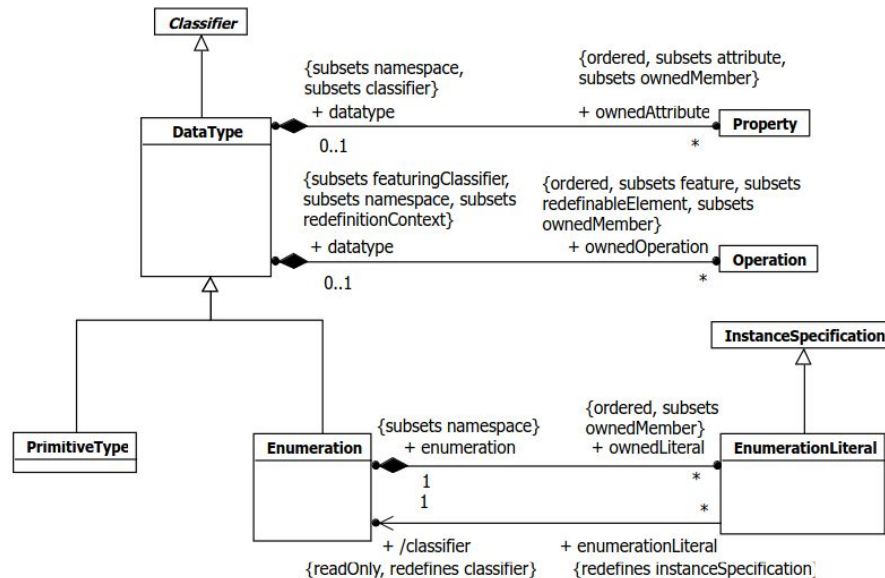 Classifier
{subsets namespace,
subsets classifier}
+ datatype
0..1
{ordered, subsets attribute,
subsets ownedMember}
+ ownedAttribute
*
Property
DataType
{subsets featuringClassifier,
subsets namespace, subsets
redefinitionContext}
+ datatype
0..1
{ordered, subsets feature, subsets
redefinableElement, subsets
ownedMember}
+ ownedOperation
*
Operation
InstanceSpecification
PrimitiveType
Enumeration
{subsets namespace}
+ enumeration
1
1
{ordered, subsets
ownedMember}
+ ownedLiteral
*
*
EnumerationLiteral
+ /classifier
{readOnly, redefines classifier}
+ enumerationLiteral
{redefines instanceSpecification}